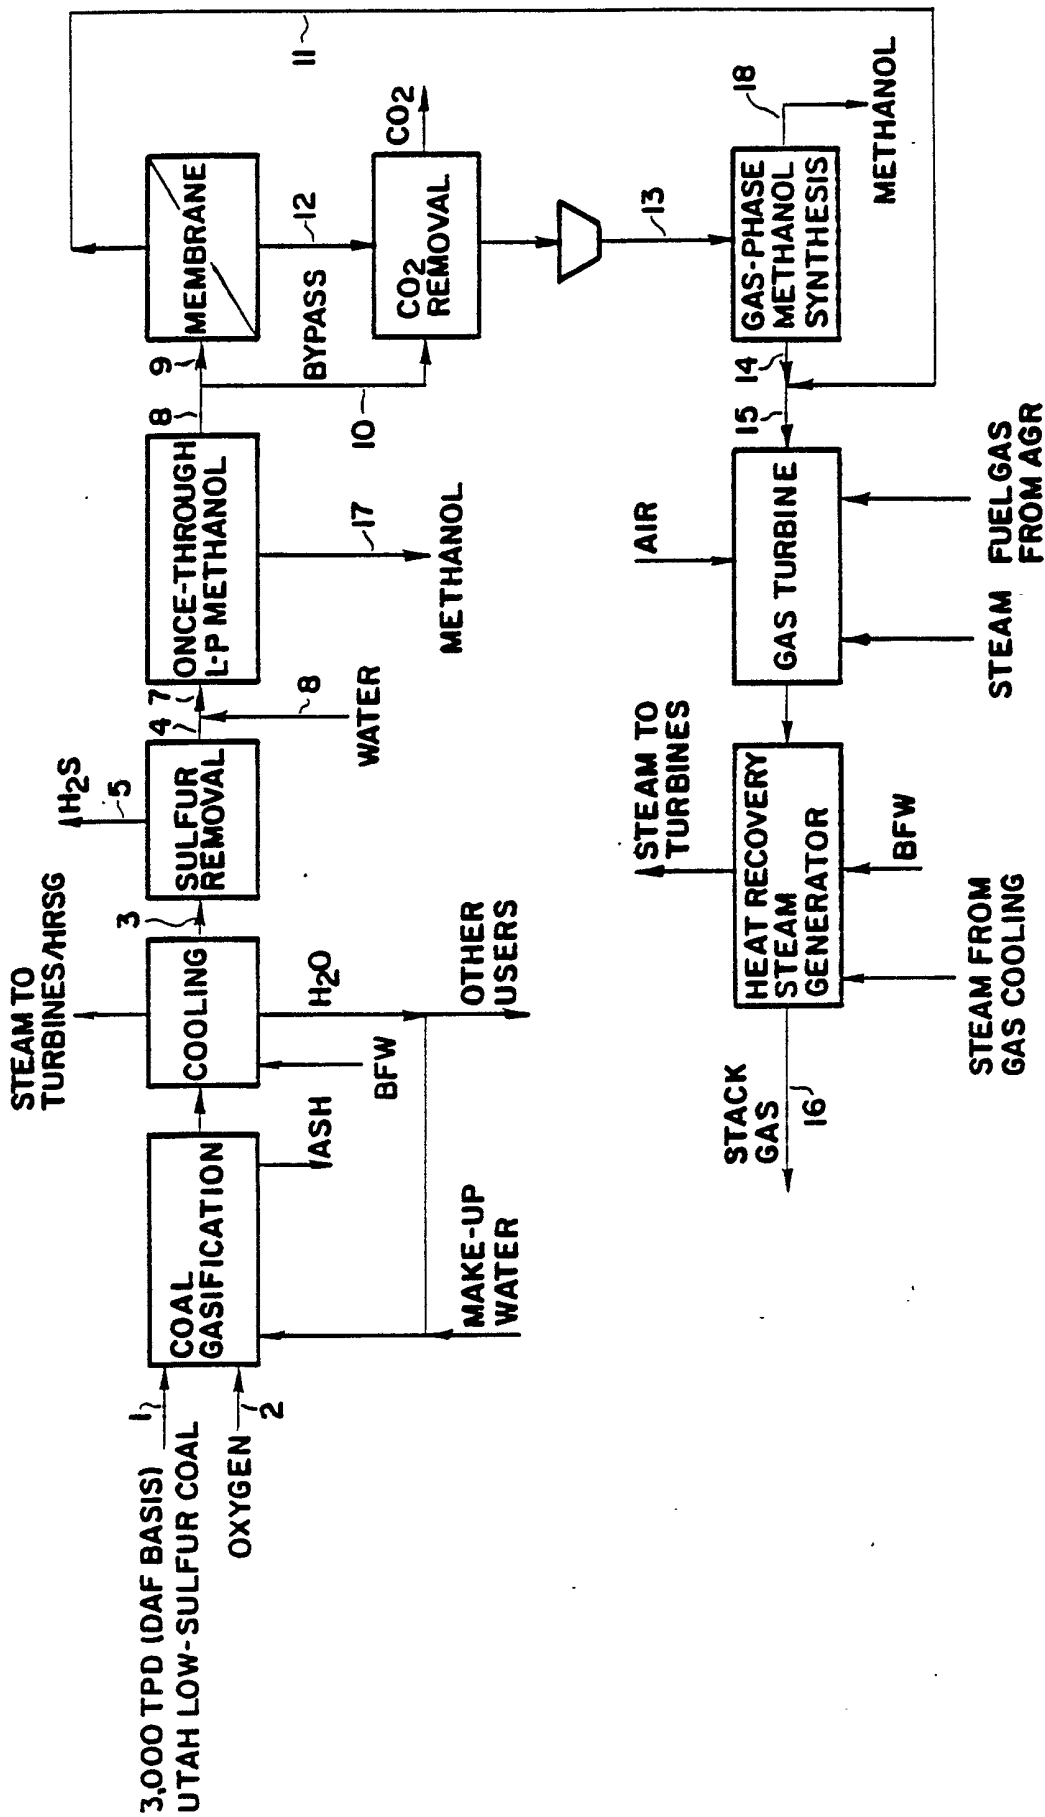 3,000 TPD (DAF BASIS)
UTAH LOW-SULFUR COAL
1
OXYGEN
2
COAL
GASIFICATION
ASH
MAKE-UP
WATER
STEAM TO
TURBINES/HRSG
COOLING
BFW
H2O
OTHER
USERS
3
SULFUR
REMOVAL
H2S
5
4
7
8
WATER
ONCE-THROUGH
L-P METHANOL
17
METHANOL
8
9
10
BYPASS
MEMBRANE
11
12
CO2
REMOVAL
CO2
13
GAS-PHASE
METHANOL
SYNTHESIS
18
METHANOL
14
15
AIR
GAS TURBINE
STEAM
FUEL GAS
FROM AGR
STEAM TO
TURBINES
HEAT RECOVERY
STEAM
GENERATOR
BFW
STEAM FROM
GAS COOLING
STACK
GAS
16